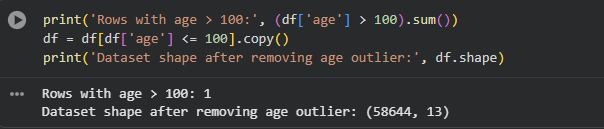 print('Rows with age > 100:', (df['age'] > 100).sum())
df = df[df['age'] <= 100].copy()
print('Dataset shape after removing age outlier:', df.shape)
Rows with age > 100: 1
Dataset shape after removing age outlier: (58644, 13)